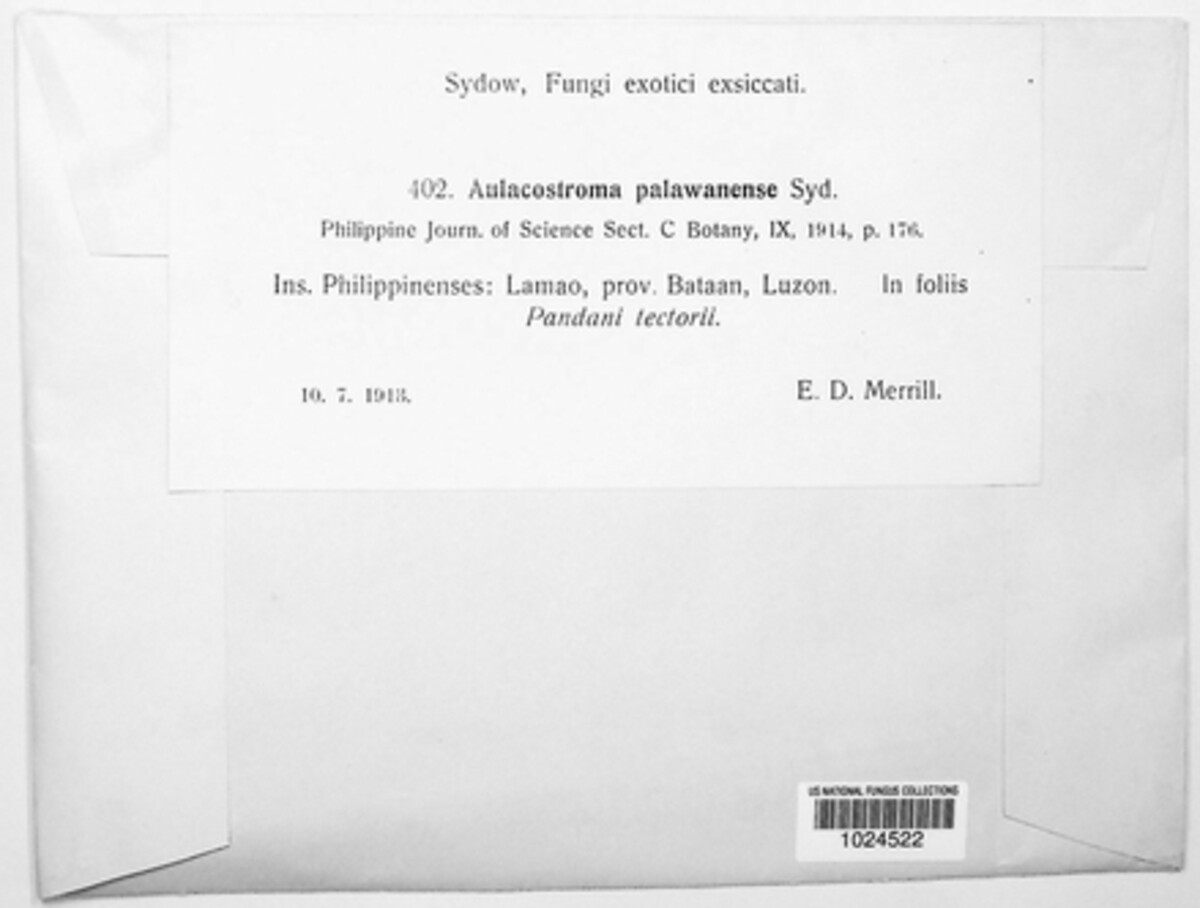 Sydow, Fungi exotici exsiccati.
402. Aulacostroma palawanense Syd.
Philippine Journ. of Science Sect. C Botany, IX, 1914, p. 176.
Ins. Philippinenses: Lamao, prov. Bataan, Luzon. In foliis
Pandani tectorii.
10. 7. 1913.
E. D. Merrill.
US NATIONAL FUNGUS COLLECTIONS
1024522